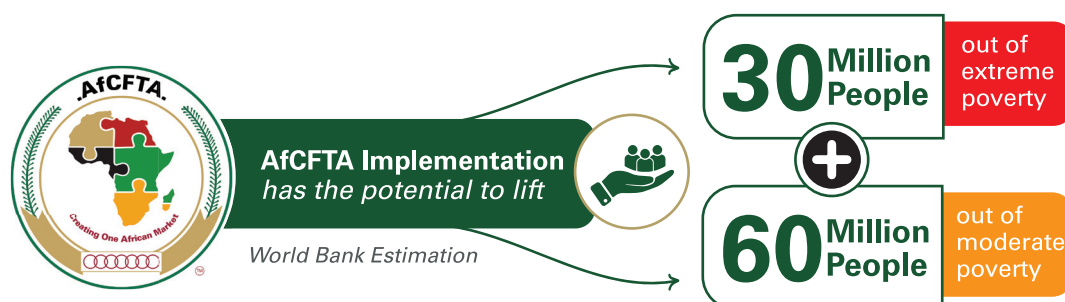 .AfCFTA.
Creating One African Market
TM
AfCFTA Implementation
has the potential to lift
World Bank Estimation
30 Million
People
out of
extreme
poverty
+
60 Million
People
out of
moderate
poverty